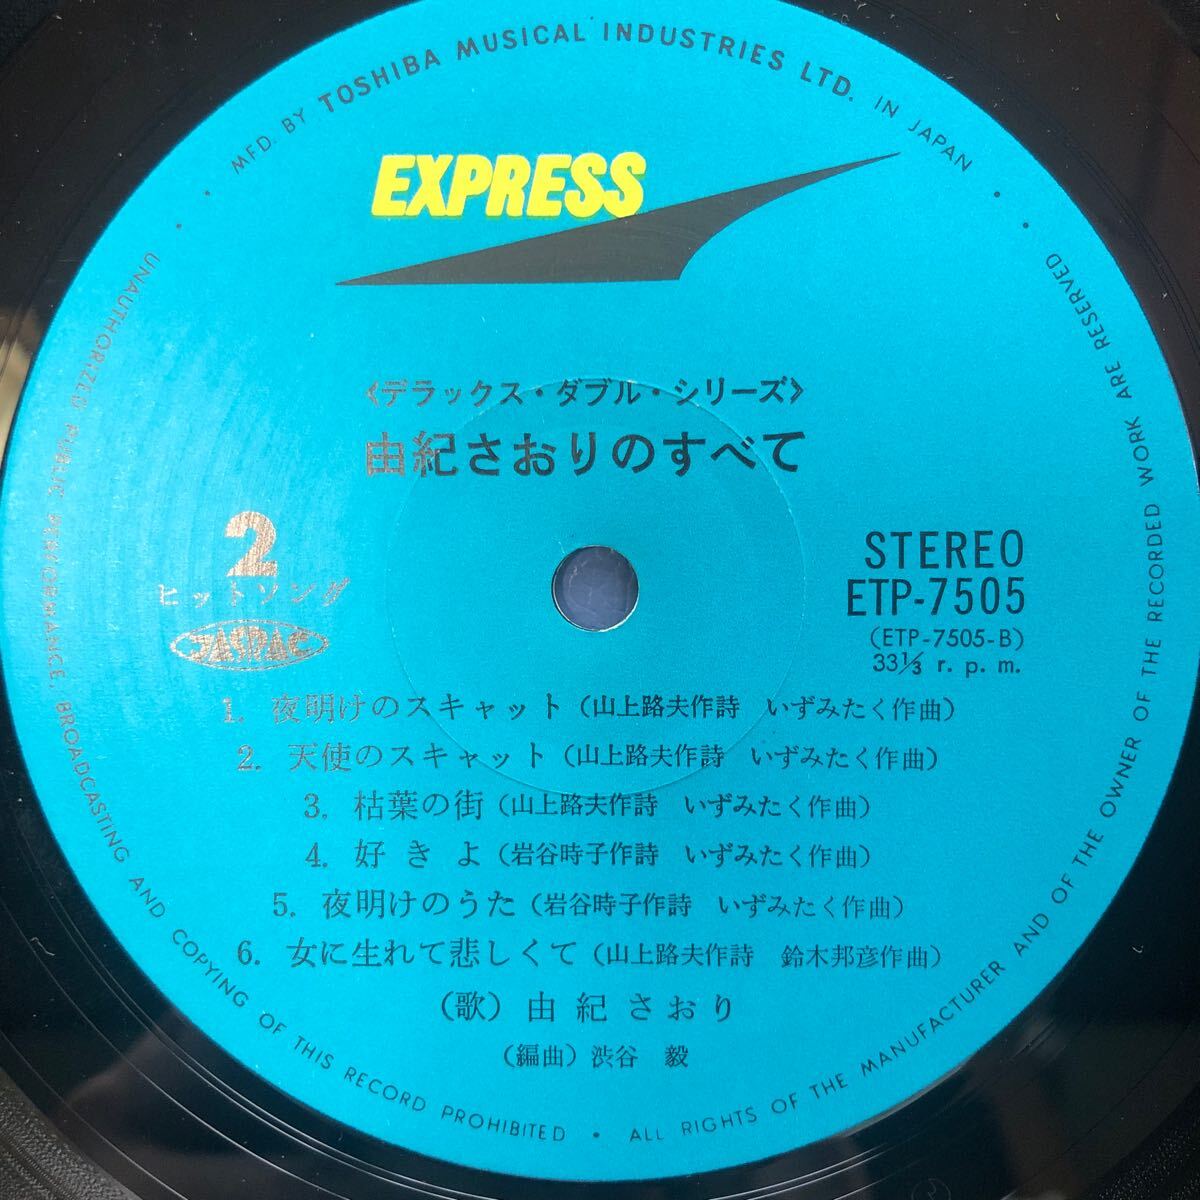 MFD. BY TOSHIBA MUSICAL INDUSTRIES LTD. IN JAPAN
EXPRESS
《デラックス・ダブル・シリーズ》
由紀さおりのすべて
2
ヒットソング
JASRAC
STEREO
ETP-7505
(ETP-7505-B)
33⅓ r. p. m.
1. 夜明けのスキャット（山上路夫作詩 いずみたく作曲）
2. 天使のスキャット（山上路夫作詩 いずみたく作曲）
3. 枯葉の街（山上路夫作詩 いずみたく作曲）
4. 好きよ（岩谷時子作詩 いずみたく作曲）
5. 夜明けのうた（岩谷時子作詩 いずみたく作曲）
6. 女に生れて悲しくて（山上路夫作詩 鈴木邦彦作曲）
（歌）由紀さおり
（編曲）渋谷 毅
UNAUTHORIZED PUBLIC PERFORMANCE, BROADCASTING AND COPYING OF THIS RECORD PROHIBITED • ALL RIGHTS OF THE MANUFACTURER AND OF THE OWNER OF THE RECORDED WORK ARE RESERVED